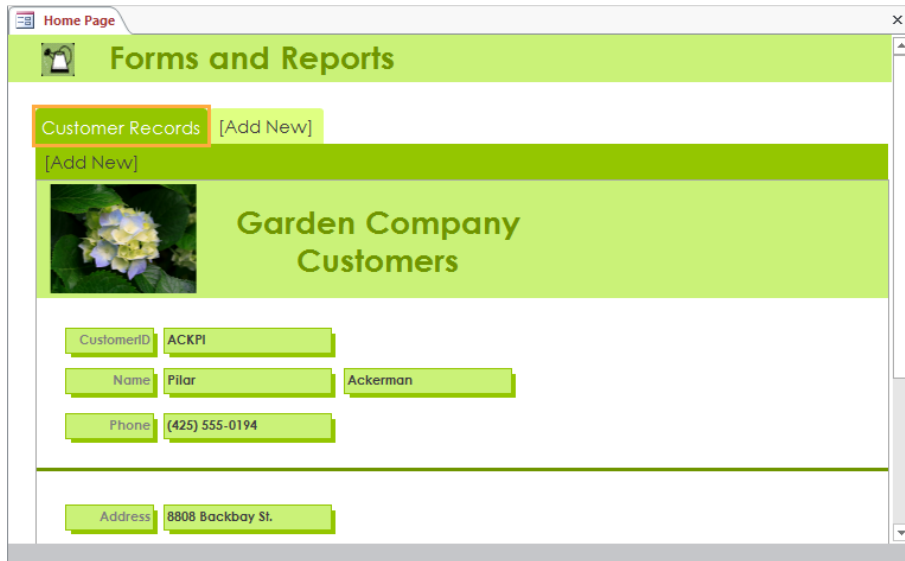 Home Page
Forms and Reports
Customer Records [Add New]
[Add New]
Garden Company
Customers
CustomerID ACKPI
Name Pilar Ackerman
Phone (425) 555-0194
Address 8808 Backbay St.